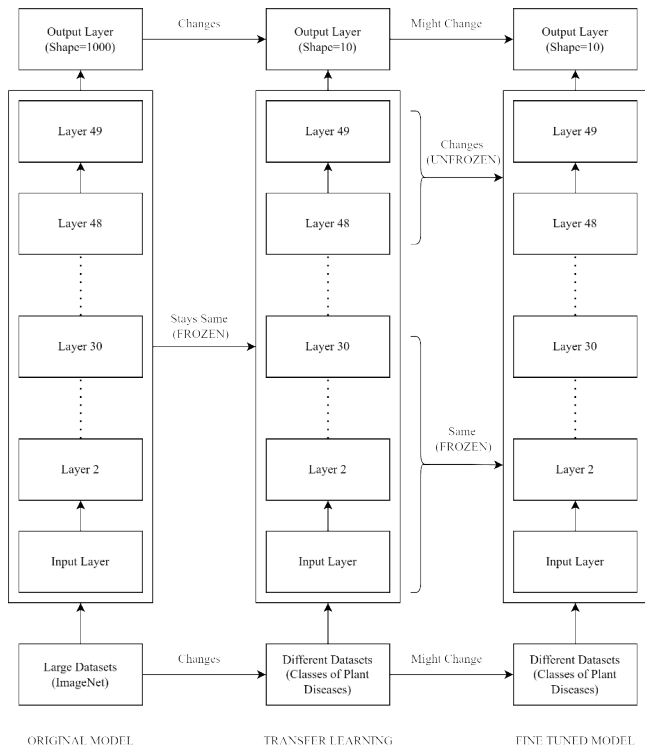 Output Layer
(Shape=1000)
Changes
Output Layer
(Shape=10)
Might Change
Output Layer
(Shape=10)
Layer 49
Layer 49
Changes
(UNFROZEN)
Layer 49
Layer 48
Layer 48
Layer 48
Layer 30
Stays Same
(FROZEN)
Layer 30
Layer 30
Layer 2
Layer 2
Same
(FROZEN)
Layer 2
Input Layer
Input Layer
Input Layer
Large Datasets
(ImageNet)
Changes
Different Datasets
(Classes of Plant
Diseases)
Might Change
Different Datasets
(Classes of Plant
Diseases)
ORIGINAL MODEL
TRANSFER LEARNING
FINE TUNED MODEL